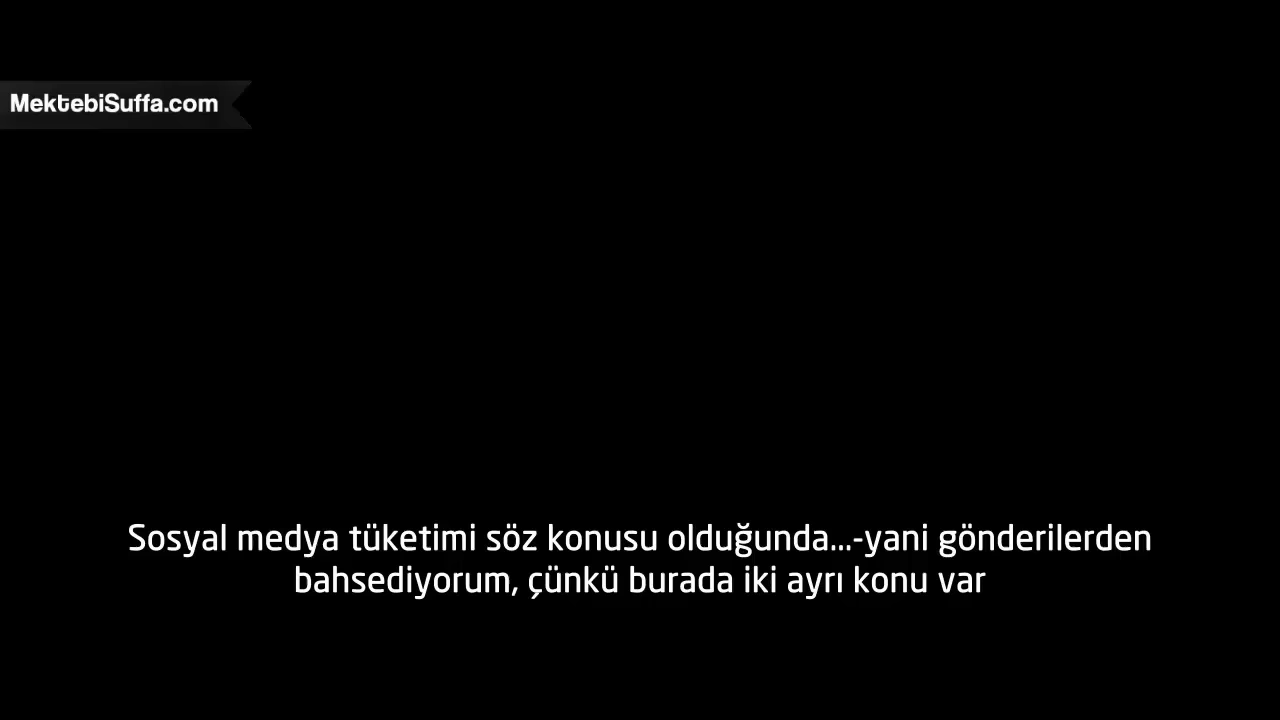 MektebiSuffa.com
Sosyal medya tüketimi söz konusu olduğunda...-yani gönderilerden
bahsediyorum, çünkü burada iki ayrı konu var